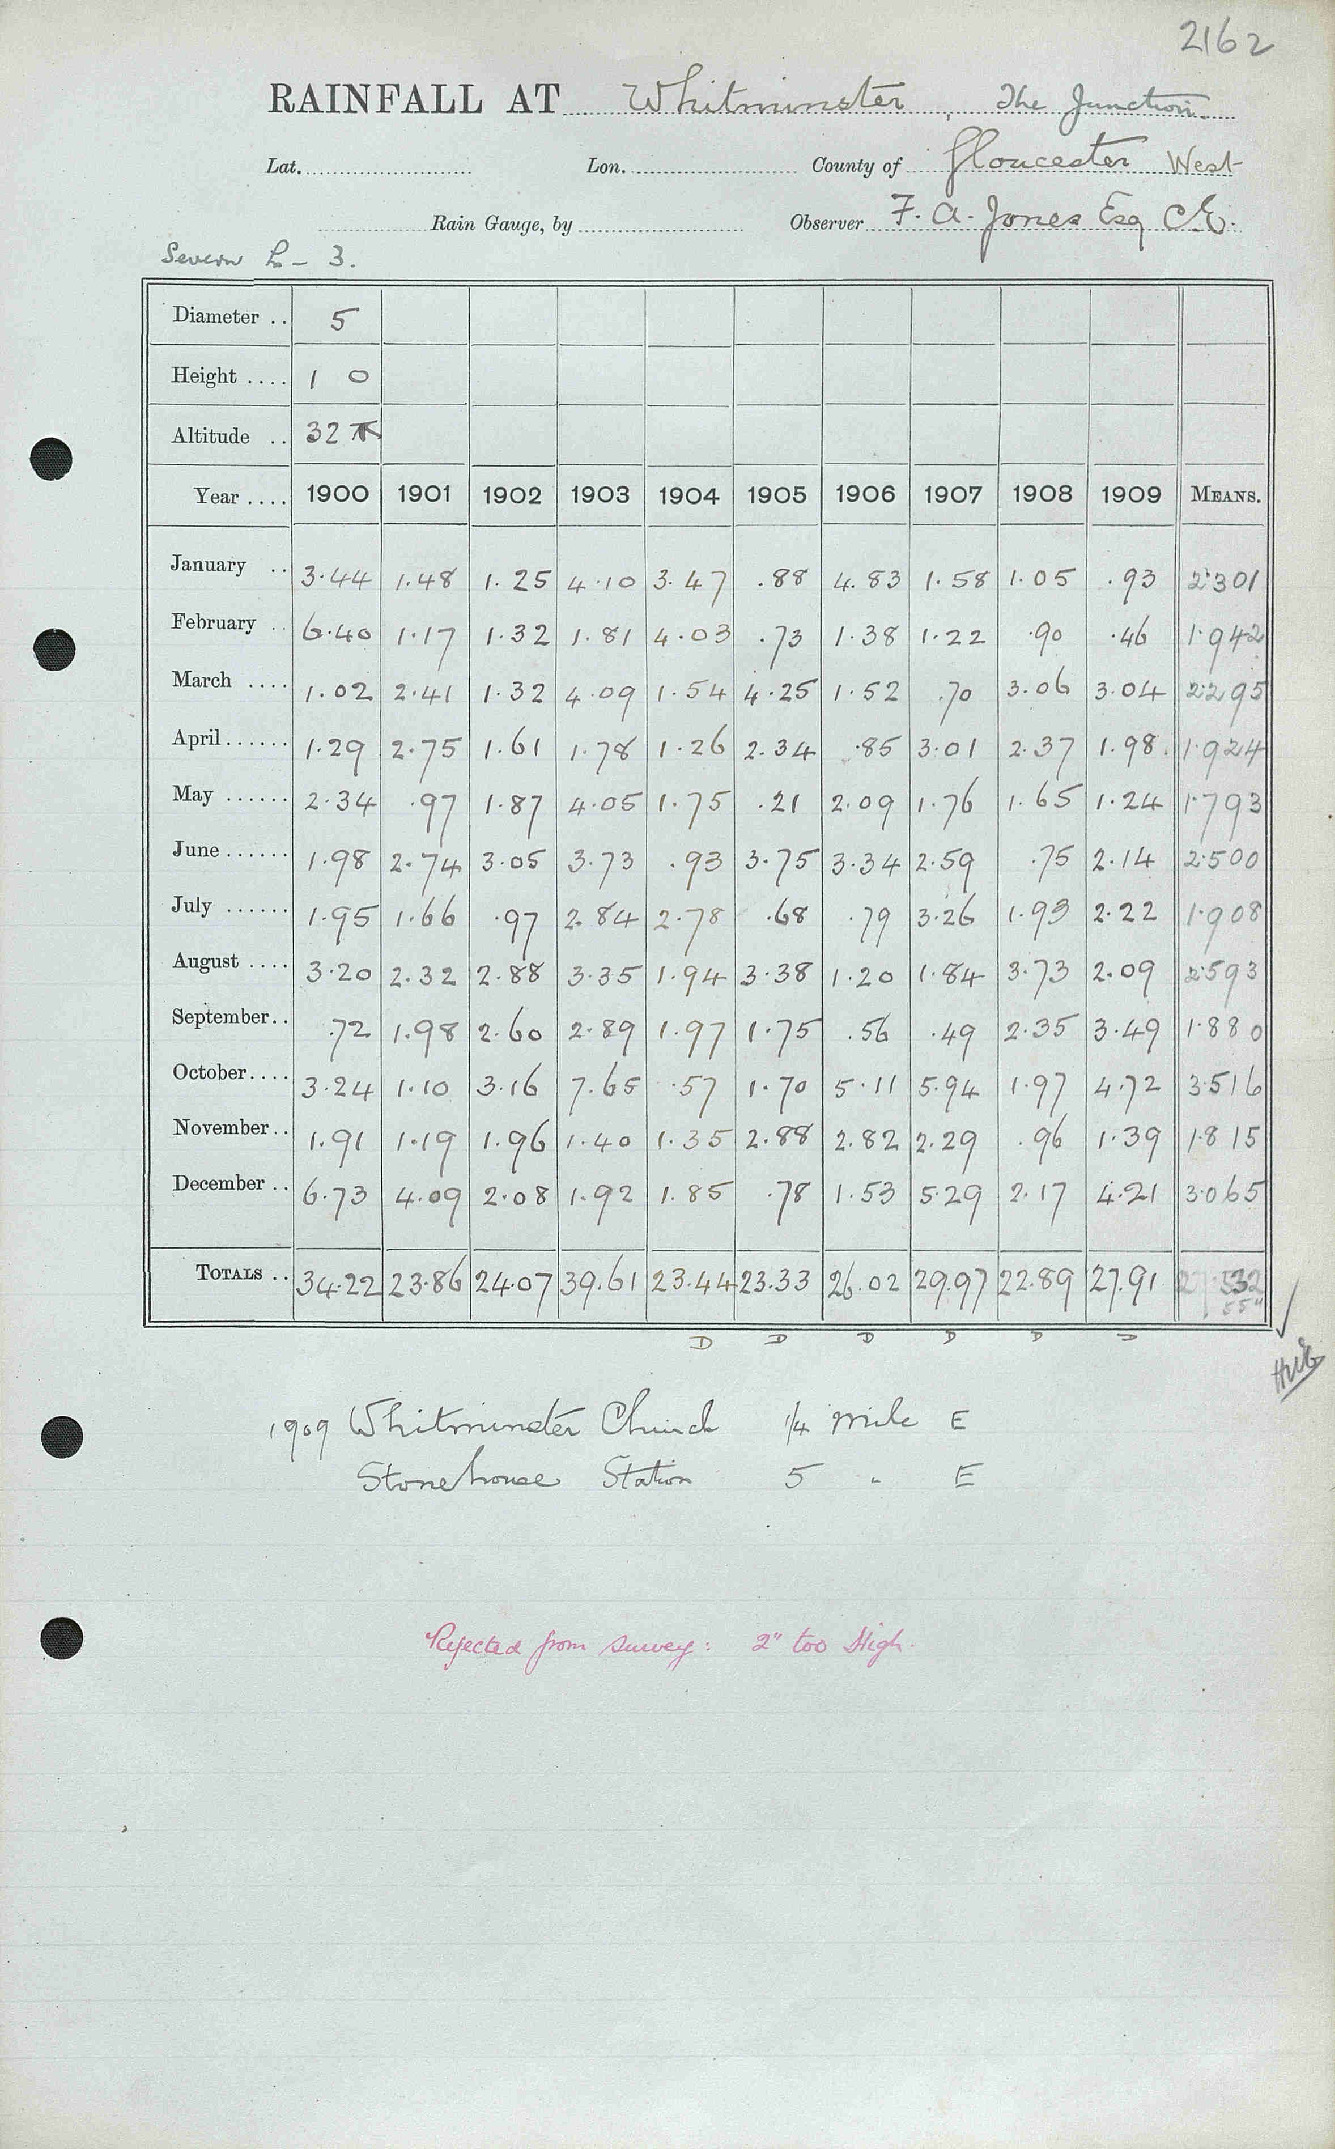 2162
RAINFALL AT Whitminster, The Junction.
Lat. Lon. County of Gloucester West
Rain Gauge, by Observer F. A. Jones Esq C.E.
Severn L - 3.
Diameter .. 5
Height .... 1 0
Altitude .. 32
Year .... 1900 1901 1902 1903 1904 1905 1906 1907 1908 1909 MEANS.
January .. 3.44 1.48 1.25 4.10 3.47 .88 4.83 1.58 1.05 .93 2.301
February .. 6.40 1.17 1.32 1.81 4.03 .73 1.38 1.22 .90 .46 1.942
March .... 1.02 2.41 1.32 4.09 1.54 4.25 1.52 .70 3.06 3.04 2.295
April ...... 1.29 2.75 1.61 1.78 1.26 2.34 .85 3.01 2.37 1.98 1.924
May ...... 2.34 .97 1.87 4.05 1.75 .21 2.09 1.76 1.65 1.24 1.793
June ...... 1.98 2.74 3.05 3.73 .93 3.75 3.34 2.59 .75 2.14 2.500
July ...... 1.95 1.66 .97 2.84 2.78 .68 .79 3.26 1.93 2.22 1.908
August .... 3.20 2.32 2.88 3.35 1.94 3.38 1.20 1.84 3.73 2.09 2.593
September .. .72 1.98 2.60 2.89 1.97 1.75 .56 .49 2.35 3.49 1.880
October .... 3.24 1.10 3.16 7.65 .57 1.70 5.11 5.94 1.97 4.72 3.516
November .. 1.91 1.19 1.96 1.40 1.35 2.88 2.82 2.29 .96 1.39 1.815
December .. 6.73 4.09 2.08 1.92 1.85 .78 1.53 5.29 2.17 4.21 3.065
TOTALS .. 34.22 23.86 24.07 39.61 23.44 23.33 26.02 29.97 22.89 27.91 27.532
D D D D D D
1909 Whitminster Church 1/4 mile E
Stonehouse Station 5 " E
Rejected from survey: 2" too High.